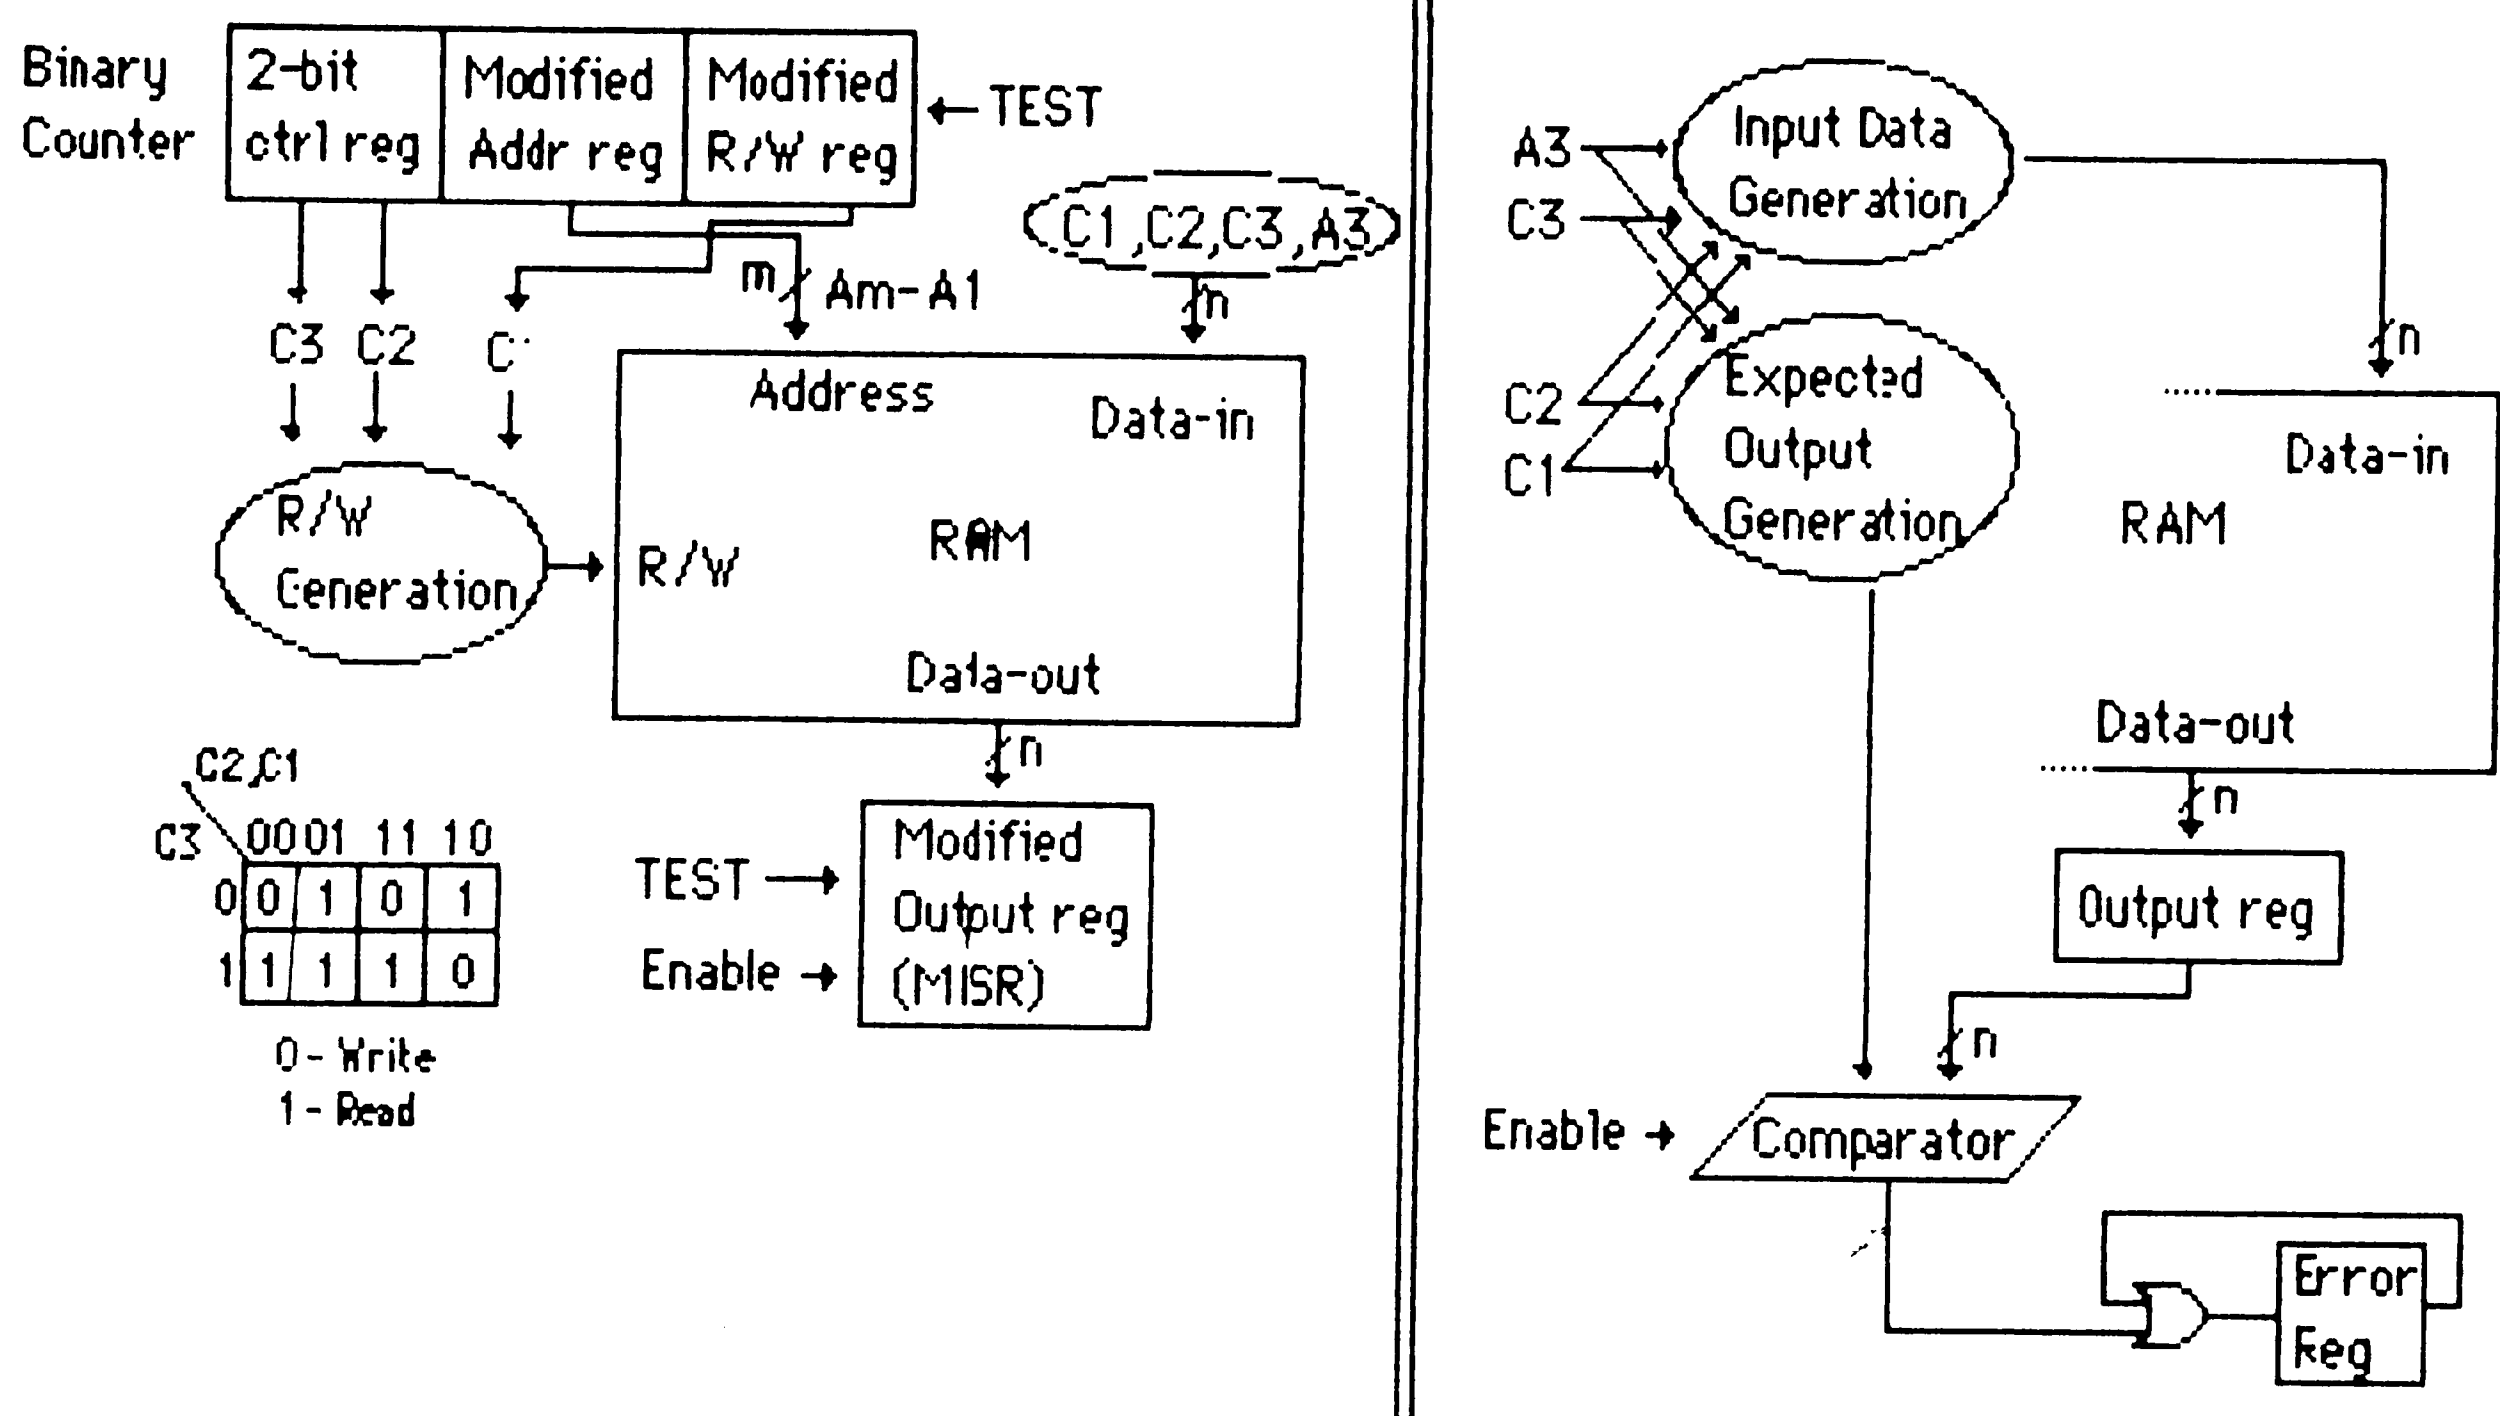 Binary
Counter
2-bit
ctrl reg
Modified
Addr reg
Modified
R/W reg
TEST
C1,C2,C3,A3
m
Am-A1
n
C3
C2
C
Address
Data-in
R/W
Generation
R/W
RAM
Data-out
n
C2,C1
C3
00 01 11 10
0 0 1 0 1
1 1 1 1 0
0 - Write
1 - Read
TEST
Enable
Modified
Output reg
(MISR)
A3
C3
Input Data
Generation
n
C2
C1
Expected
Output
Generation
Data-in
RAM
Data-out
n
Output reg
n
Enable
Comparator
Error
Reg